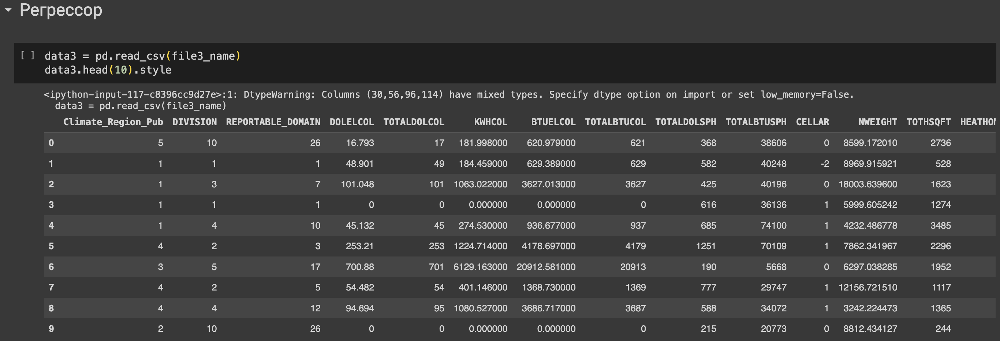 Регрессор
[ ] data3 = pd.read_csv(file3_name)
data3.head(10).style
<ipython-input-117-c8396cc9d27e>:1: DtypeWarning: Columns (30,56,96,114) have mixed types. Specify dtype option on import or set low_memory=False.
data3 = pd.read_csv(file3_name)
Climate_Region_Pub DIVISION REPORTABLE_DOMAIN DOLELCOL TOTALDOLCOL KWHCOL BTUELCOL TOTALBTUCOL TOTALDOLSPH TOTALBTUSPH CELLAR NWEIGHT TOTHSQFT
0 5 10 26 16.793 17 181.998000 620.979000 621 368 38606 0 8599.172010 2736
1 1 1 1 48.901 49 184.459000 629.389000 629 582 40248 -2 8969.915921 528
2 1 3 7 101.048 101 1063.022000 3627.013000 3627 425 40196 0 18003.639600 1623
3 1 1 1 0 0 0.000000 0.000000 0 616 36136 1 5999.605242 1274
4 1 4 10 45.132 45 274.530000 936.677000 937 685 74100 1 4232.486778 3485
5 4 2 3 253.21 253 1224.714000 4178.697000 4179 1251 70109 1 7862.341967 2296
6 3 5 17 700.88 701 6129.163000 20912.581000 20913 190 5668 0 6297.038285 1952
7 4 2 5 54.482 54 401.146000 1368.730000 1369 777 29747 1 12156.721510 1117
8 4 4 12 94.694 95 1080.527000 3686.717000 3687 588 34072 1 3242.224473 1365
9 2 10 26 0 0 0.000000 0.000000 0 215 20773 0 8812.434127 244